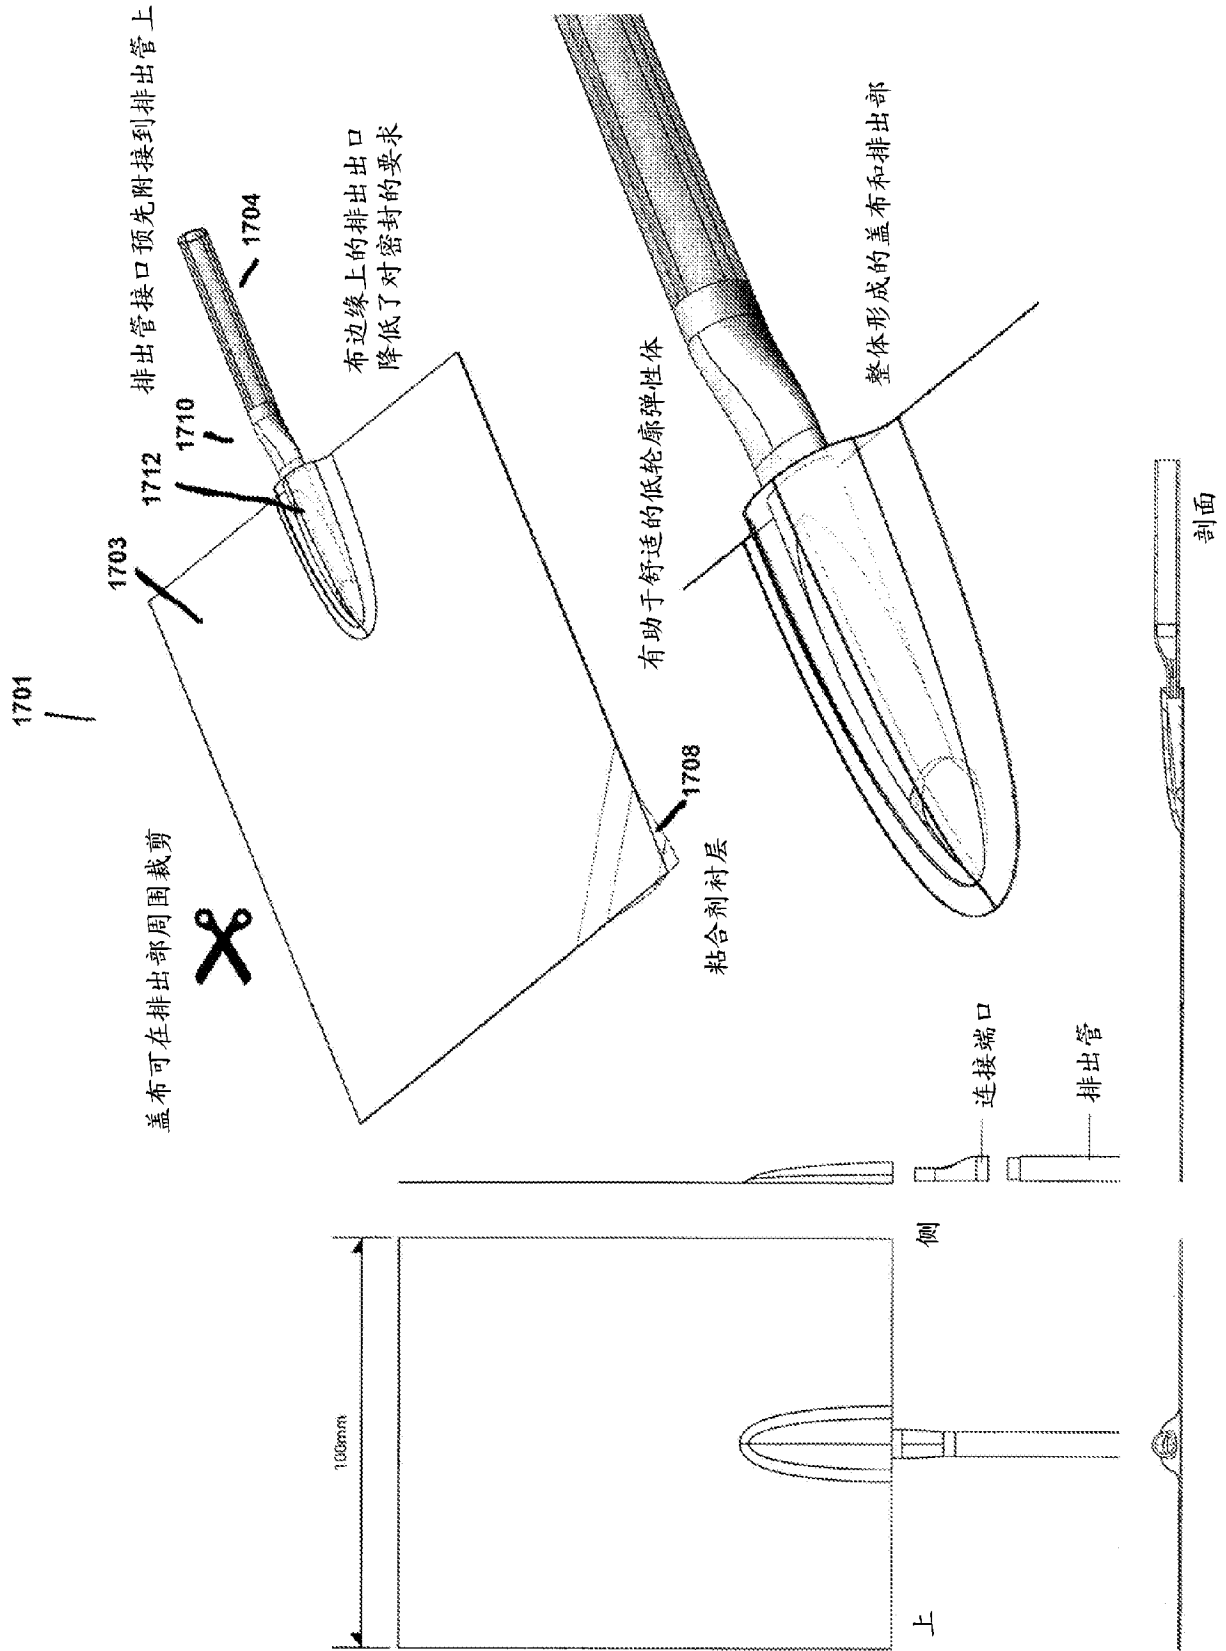 1701
盖布可在排出部周围裁剪
1703
1712
1710
排出管接口预先附接到排出管上
1704
布边缘上的排出出口
降低了对密封的要求
1708
粘合剂衬层
有助于舒适的低轮廓弹性体
整体形成的盖布和排出部
100mm
上
侧
连接端口
排出管
剖面